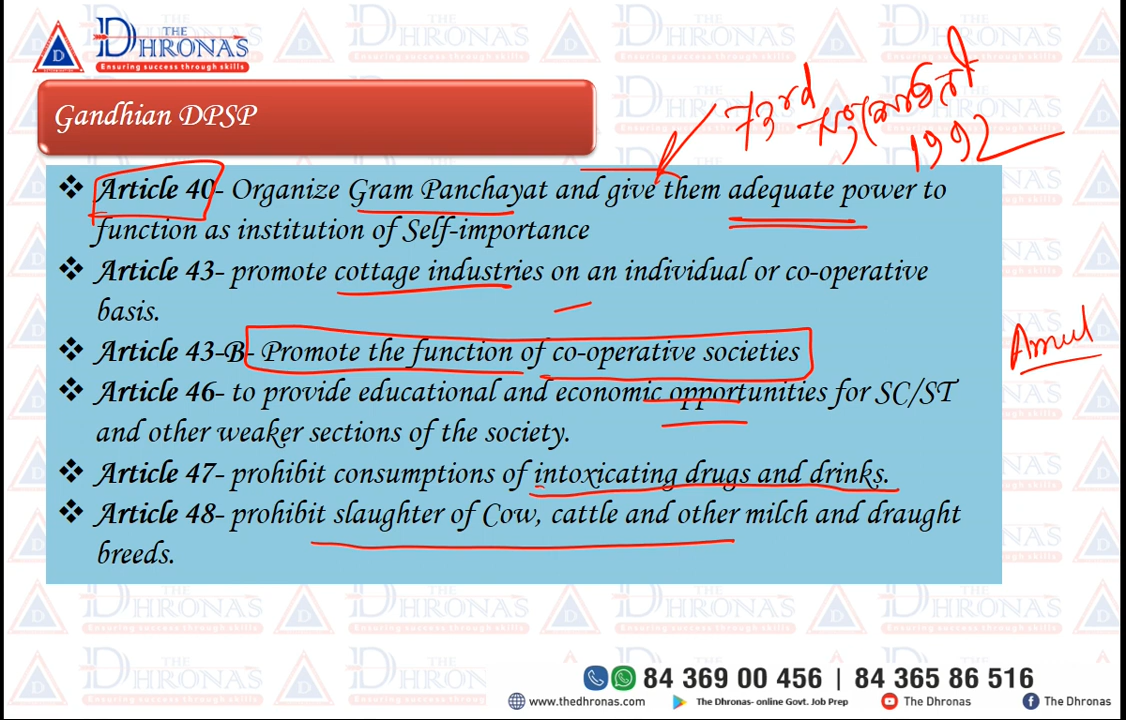 THE
DHRONAS
Ensuring success through skills
Gandhian DPSP
73rd
1992
❖ Article 40- Organize Gram Panchayat and give them adequate power to
function as institution of Self-importance
❖ Article 43- promote cottage industries on an individual or co-operative
basis.
❖ Article 43-B- Promote the function of co-operative societies
Amul
❖ Article 46- to provide educational and economic opportunities for SC/ST
and other weaker sections of the society.
❖ Article 47- prohibit consumptions of intoxicating drugs and drinks.
❖ Article 48- prohibit slaughter of Cow, cattle and other milch and draught
breeds.
84 369 00 456 | 84 365 86 516
www.thedhronas.com The Dhronas- online Govt. Job Prep The Dhronas The Dhronas